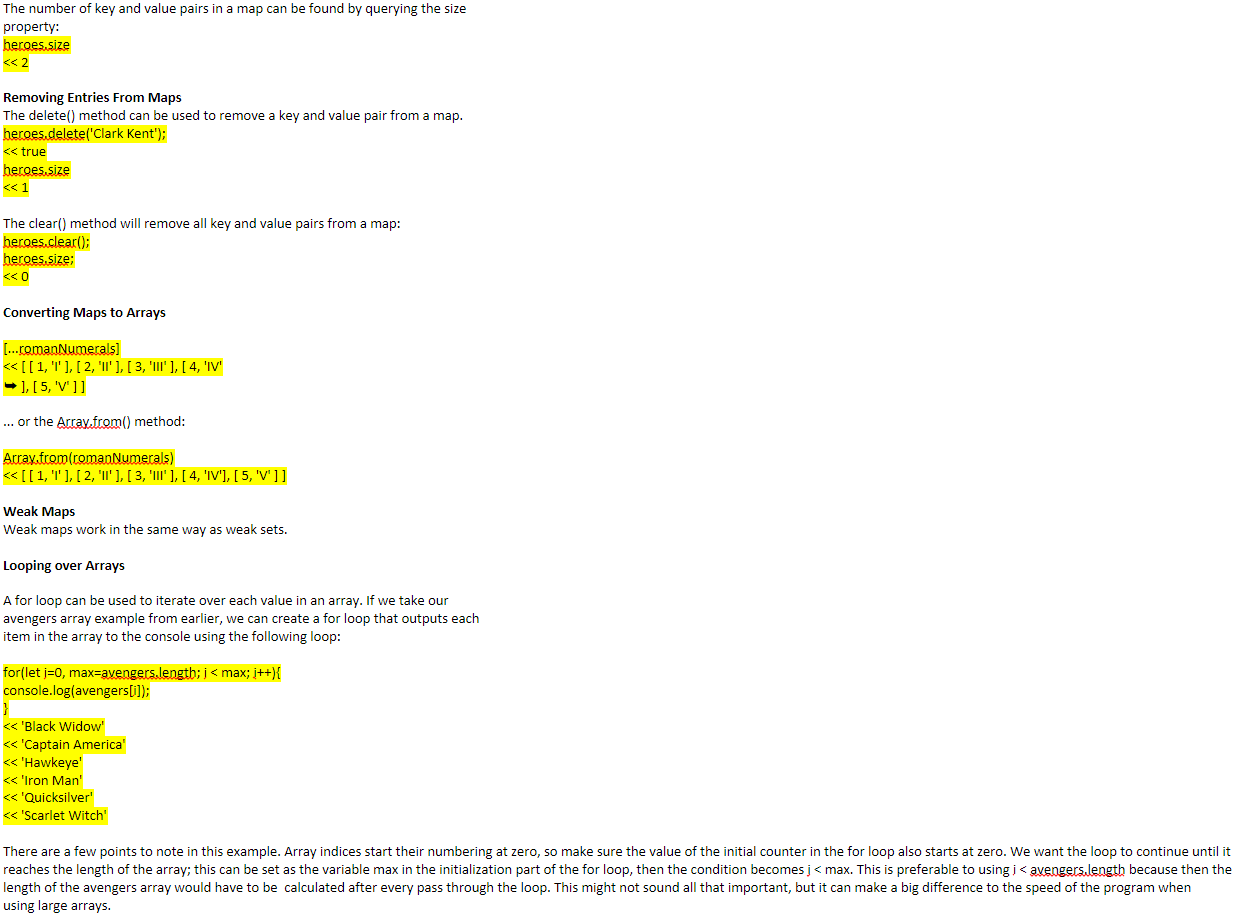 The number of key and value pairs in a map can be found by querying the size
property:
heroes.size
<< 2
Removing Entries From Maps
The delete() method can be used to remove a key and value pair from a map.
heroes.delete('Clark Kent');
<< true
heroes.size
<< 1
The clear() method will remove all key and value pairs from a map:
heroes.clear();
heroes.size;
<< 0
Converting Maps to Arrays
[...romanNumerals]
<< [ [ 1, 'I' ], [ 2, 'II' ], [ 3, 'III' ], [ 4, 'IV'
➥ ], [ 5, 'V' ] ]
... or the Array.from() method:
Array.from(romanNumerals)
<< [ [ 1, 'I' ], [ 2, 'II' ], [ 3, 'III' ], [ 4, 'IV'], [ 5, 'V' ] ]
Weak Maps
Weak maps work in the same way as weak sets.
Looping over Arrays
A for loop can be used to iterate over each value in an array. If we take our
avengers array example from earlier, we can create a for loop that outputs each
item in the array to the console using the following loop:
for(let j=0, max=avengers.length; j < max; j++){
console.log(avengers[j]);
}
<< 'Black Widow'
<< 'Captain America'
<< 'Hawkeye'
<< 'Iron Man'
<< 'Quicksilver'
<< 'Scarlet Witch'
There are a few points to note in this example. Array indices start their numbering at zero, so make sure the value of the initial counter in the for loop also starts at zero. We want the loop to continue until it
reaches the length of the array; this can be set as the variable max in the initialization part of the for loop, then the condition becomes j < max. This is preferable to using j < avengers.length because then the
length of the avengers array would have to be  calculated after every pass through the loop. This might not sound all that important, but it can make a big difference to the speed of the program when
using large arrays.